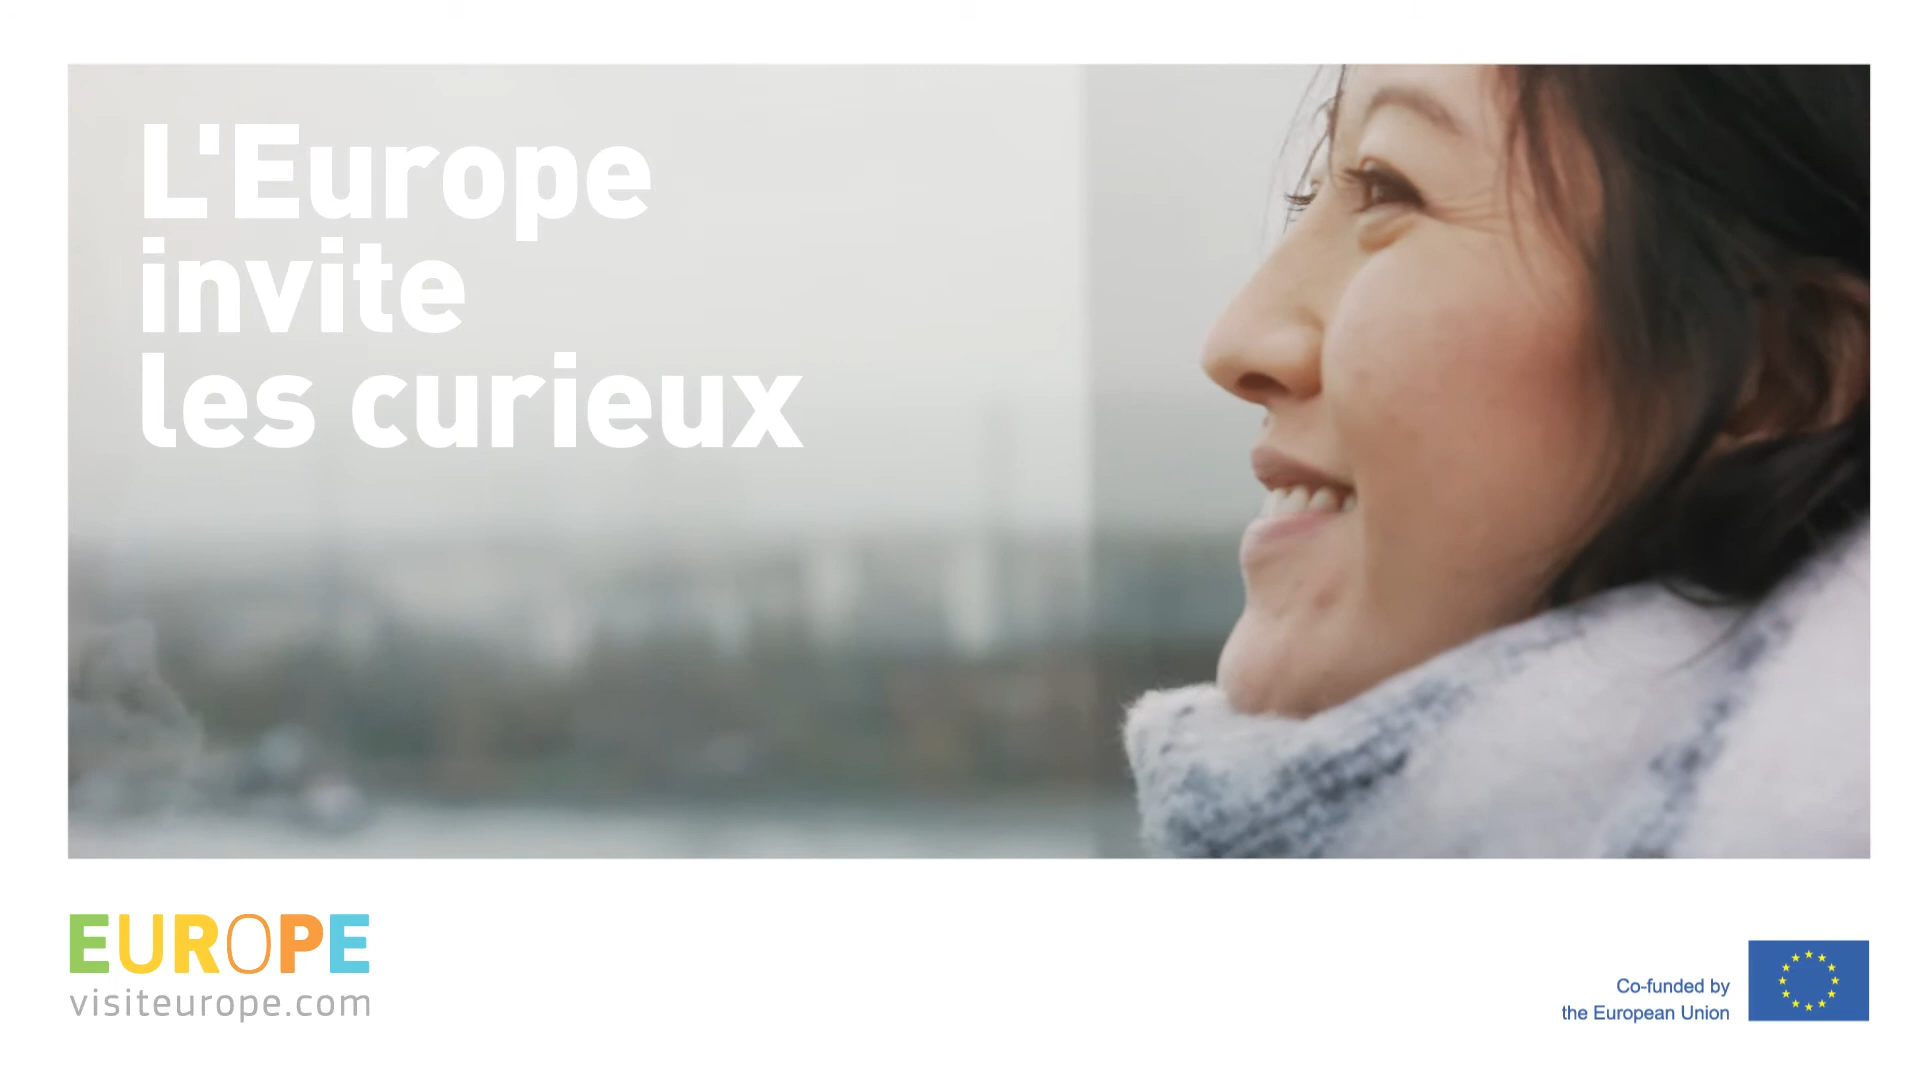 L'Europe
invite
les curieux
EUROPE
visiteurope.com
Co-funded by
the European Union